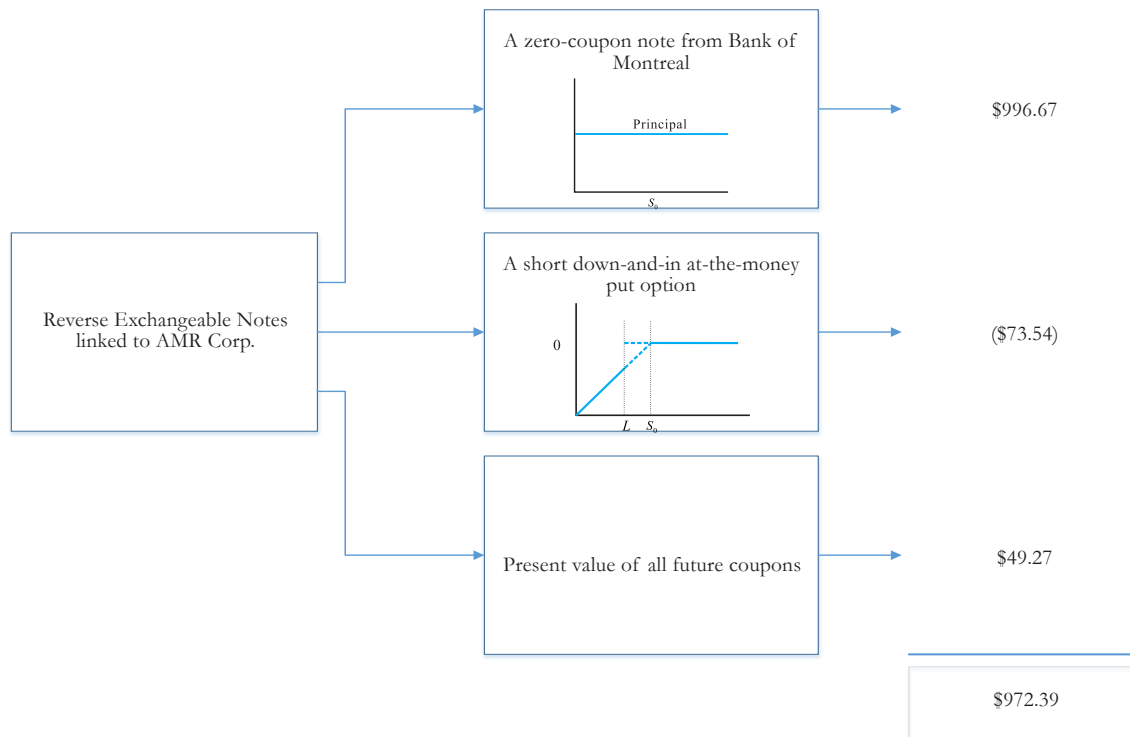 A zero-coupon note from Bank of
Montreal
Principal
S₀
$996.67
Reverse Exchangeable Notes
linked to AMR Corp.
A short down-and-in at-the-money
put option
0
L S₀
($73.54)
Present value of all future coupons
$49.27
$972.39